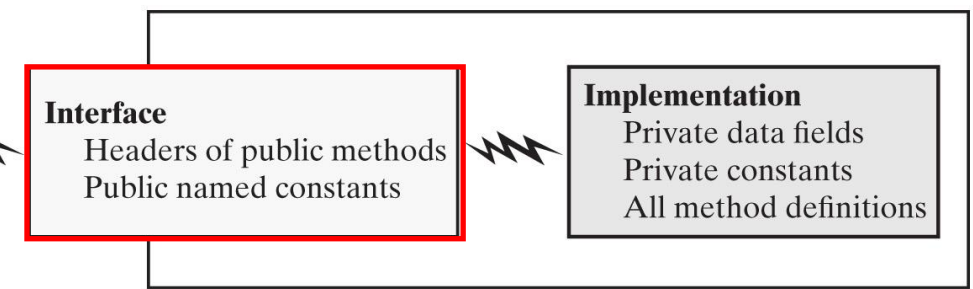 Interface
Headers of public methods
Public named constants
Implementation
Private data fields
Private constants
All method definitions